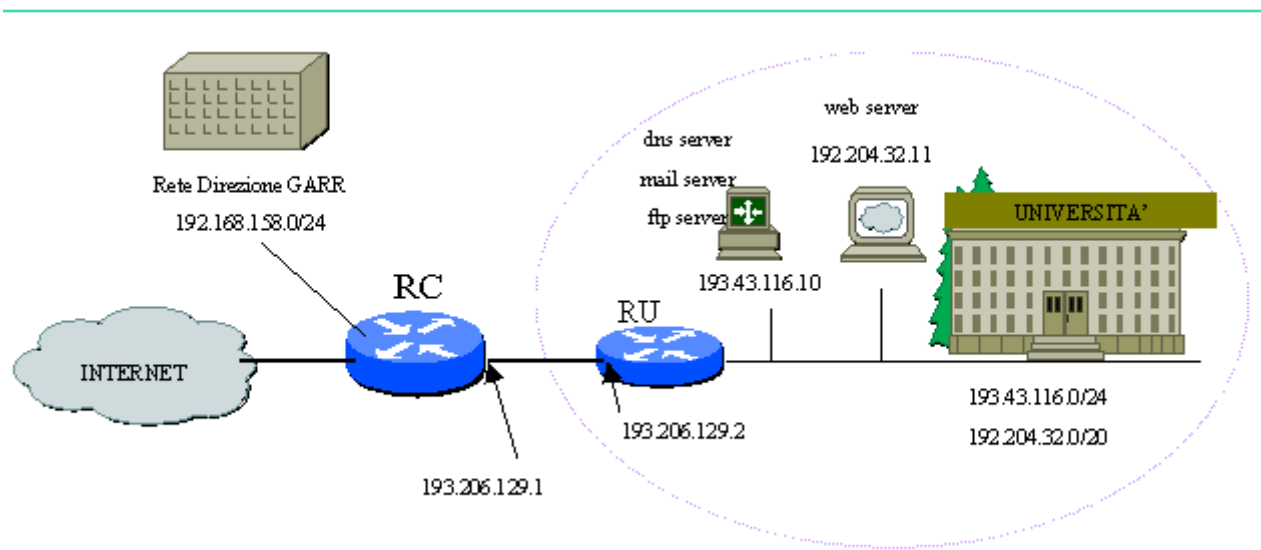 web server
192.204.32.11
dns server
mail server
ftp server
193.43.116.10
Rete Direzione GARR
192.168.158.0/24
UNIVERSITA’
RC
RU
INTERNET
193.206.129.2
193.206.129.1
193.43.116.0/24
192.204.32.0/20